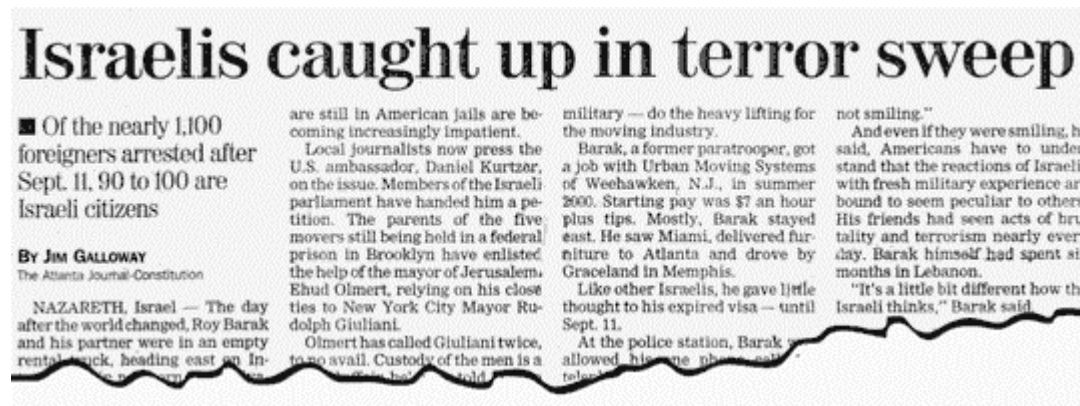 Israelis caught up in terror sweep
■ Of the nearly 1,100
foreigners arrested after
Sept. 11, 90 to 100 are
Israeli citizens
BY JIM GALLOWAY
The Atlanta Journal-Constitution
NAZARETH, Israel — The day
after the world changed, Roy Barak
and his partner were in an empty
rental truck, heading east on In-
are still in American jails are be-
coming increasingly impatient.
Local journalists now press the
U.S. ambassador, Daniel Kurtzer,
on the issue. Members of the Israeli
parliament have handed him a pe-
tition. The parents of the five
movers still being held in a federal
prison in Brooklyn have enlisted
the help of the mayor of Jerusalem,
Ehud Olmert, relying on his close
ties to New York City Mayor Ru-
dolph Giuliani.
Olmert has called Giuliani twice,
to no avail. Custody of the men is a
told
military — do the heavy lifting for
the moving industry.
Barak, a former paratrooper, got
a job with Urban Moving Systems
of Weehawken, N.J., in summer
2000. Starting pay was $7 an hour
plus tips. Mostly, Barak stayed
east. He saw Miami, delivered fur-
niture to Atlanta and drove by
Graceland in Memphis.
Like other Israelis, he gave little
thought to his expired visa — until
Sept. 11.
At the police station, Barak
allowed his one phone call
not smiling."
And even if they were smiling, h
said, Americans have to under
stand that the reactions of Israeli
with fresh military experience ar
bound to seem peculiar to others
His friends had seen acts of bru
tality and terrorism nearly ever
day. Barak himself had spent si
months in Lebanon.
"It's a little bit different how th
Israeli thinks," Barak said